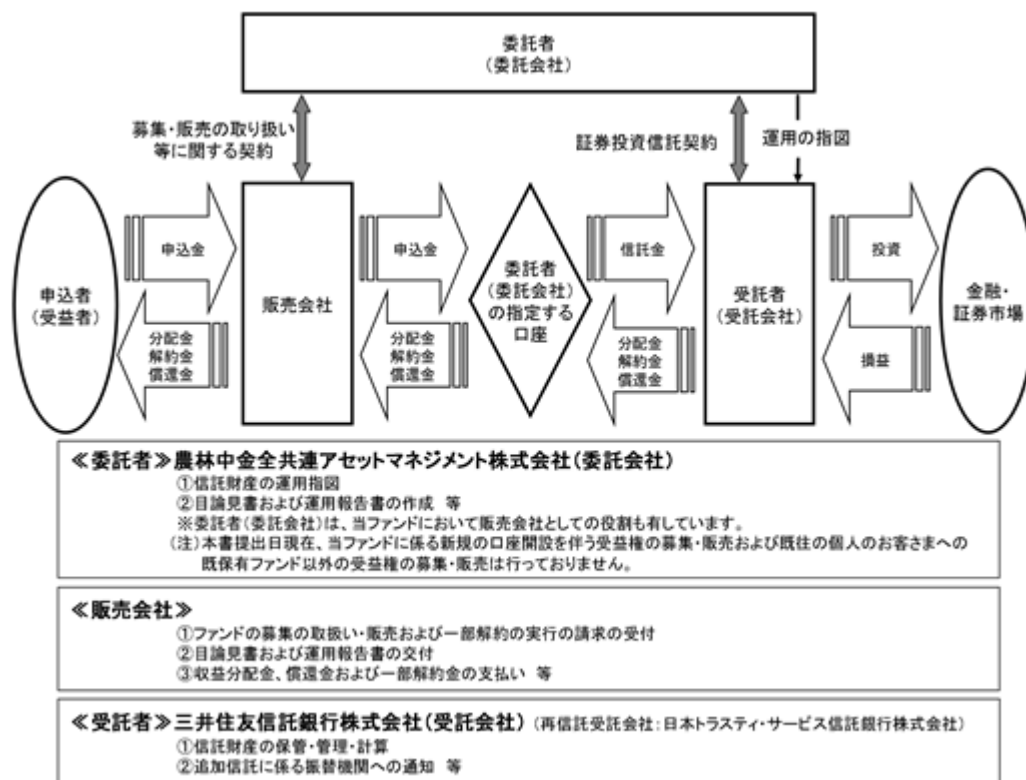 委託者
(委託会社)
募集・販売の取り扱い
等に関する契約
証券投資信託契約
運用の指図
申込者
(受益者)
申込金
分配金
解約金
償還金
販売会社
申込金
分配金
解約金
償還金
委託者
(委託会社)
の指定する
口座
信託金
分配金
解約金
償還金
受託者
(受託会社)
投資
損益
金融・
証券市場
≪委託者≫農林中金全共連アセットマネジメント株式会社(委託会社)
①信託財産の運用指図
②目論見書および運用報告書の作成 等
※委託者(委託会社)は、当ファンドにおいて販売会社としての役割も有しています。
(注)本書提出日現在、当ファンドに係る新規の口座開設を伴う受益権の募集・販売および既往の個人のお客さまへの
既保有ファンド以外の受益権の募集・販売は行っておりません。
≪販売会社≫
①ファンドの募集の取扱い・販売および一部解約の実行の請求の受付
②目論見書および運用報告書の交付
③収益分配金、償還金および一部解約金の支払い 等
≪受託者≫三井住友信託銀行株式会社(受託会社) (再信託受託会社:日本トラスティ・サービス信託銀行株式会社)
①信託財産の保管・管理・計算
②追加信託に係る振替機関への通知 等